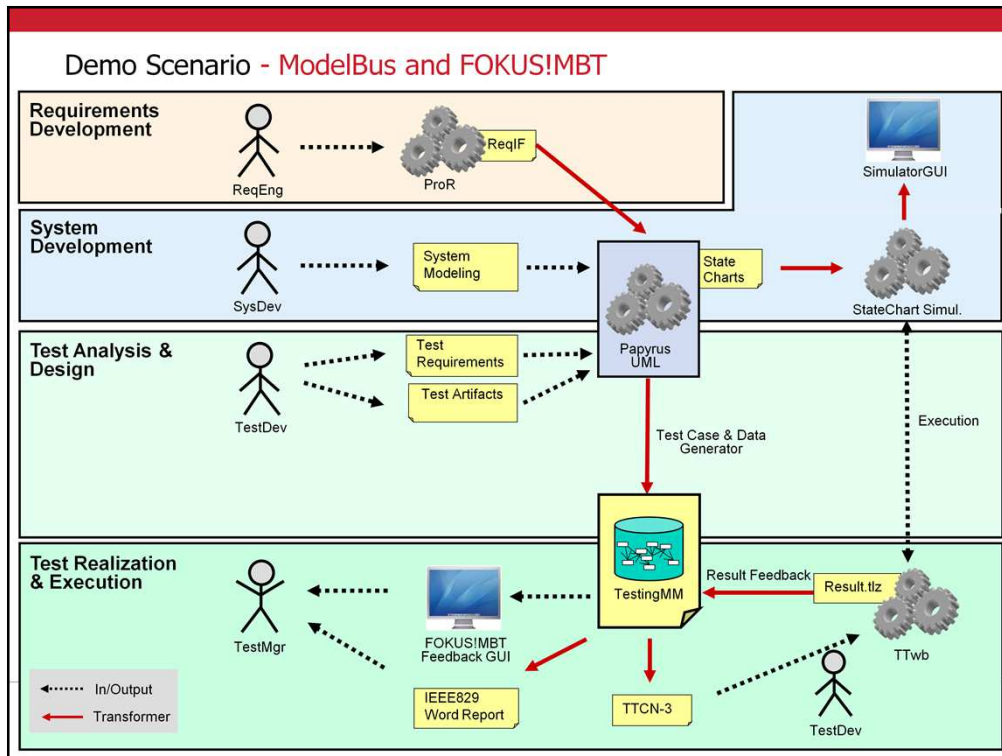 Demo Scenario - ModelBus and FOKUS!MBT
Requirements
Development
ReqEng
ReqIF
ProR
SimulatorGUI
System
Development
SysDev
System
Modeling
State
Charts
StateChart Simul.
Papyrus
UML
Test Analysis &
Design
TestDev
Test
Requirements
Test Artifacts
Test Case & Data
Generator
Execution
Test Realization
& Execution
TestMgr
FOKUS!MBT
Feedback GUI
TestingMM
Result Feedback
Result.tlz
TTwb
IEEE829
Word Report
TTCN-3
TestDev
In/Output
Transformer